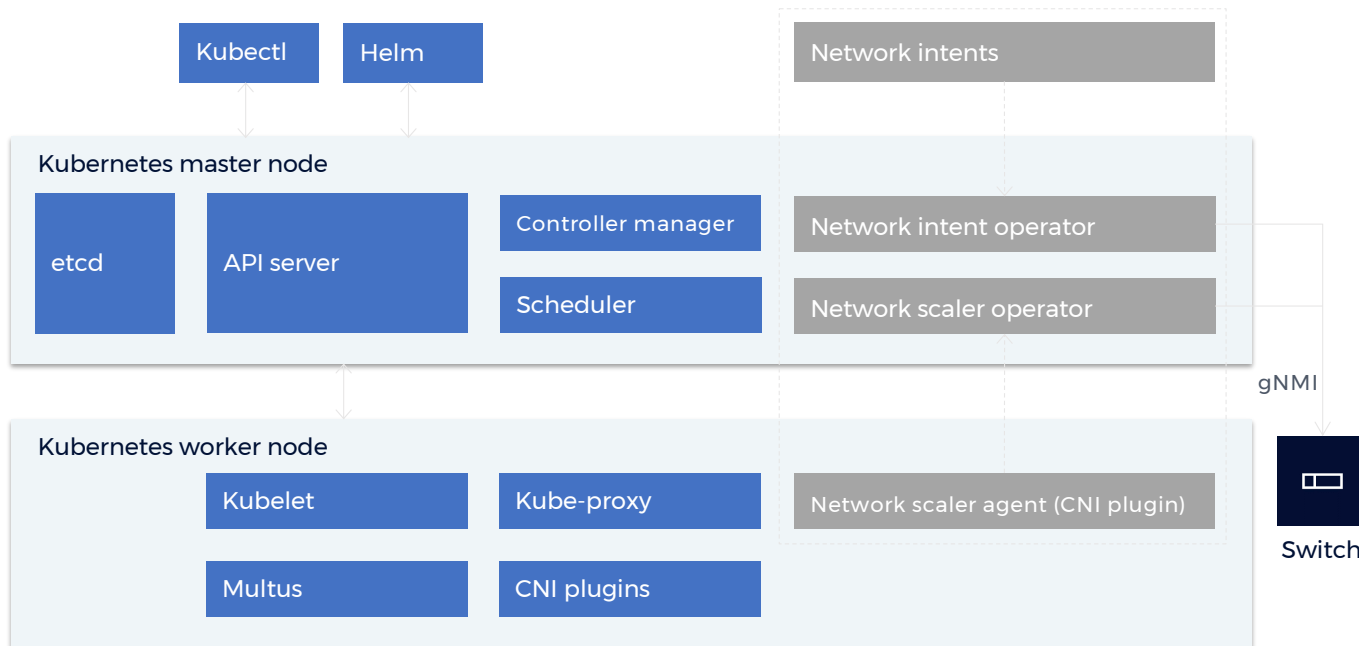 Kubectl
Helm
Network intents
Kubernetes master node
etcd
API server
Controller manager
Network intent operator
Scheduler
Network scaler operator
gNMI
Kubernetes worker node
Kubelet
Kube-proxy
Network scaler agent (CNI plugin)
Switch
Multus
CNI plugins